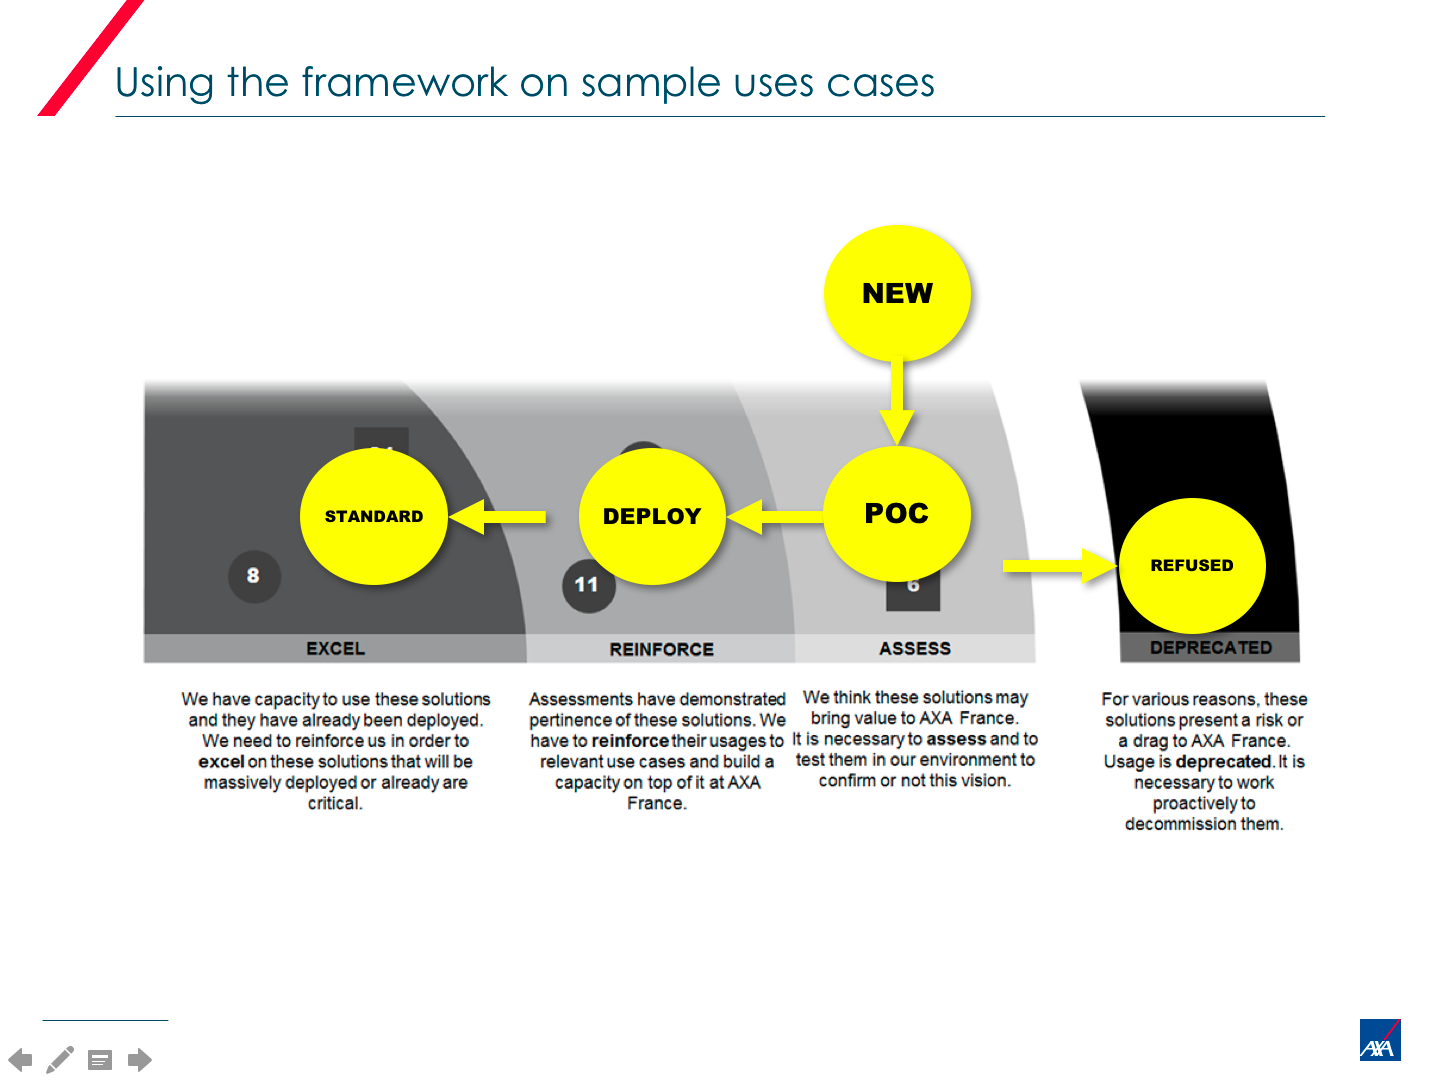 Using the framework on sample uses cases
NEW
STANDARD
DEPLOY
POC
REFUSED
8
11
6
EXCEL
REINFORCE
ASSESS
DEPRECATED
We have capacity to use these solutions
and they have already been deployed.
We need to reinforce us in order to
excel on these solutions that will be
massively deployed or already are
critical.
Assessments have demonstrated
pertinence of these solutions. We
have to reinforce their usages to
relevant use cases and build a
capacity on top of it at AXA
France.
We think these solutions may
bring value to AXA France.
It is necessary to assess and to
test them in our environment to
confirm or not this vision.
For various reasons, these
solutions present a risk or
a drag to AXA France.
Usage is deprecated. It is
necessary to work
proactively to
decommission them.
AXA